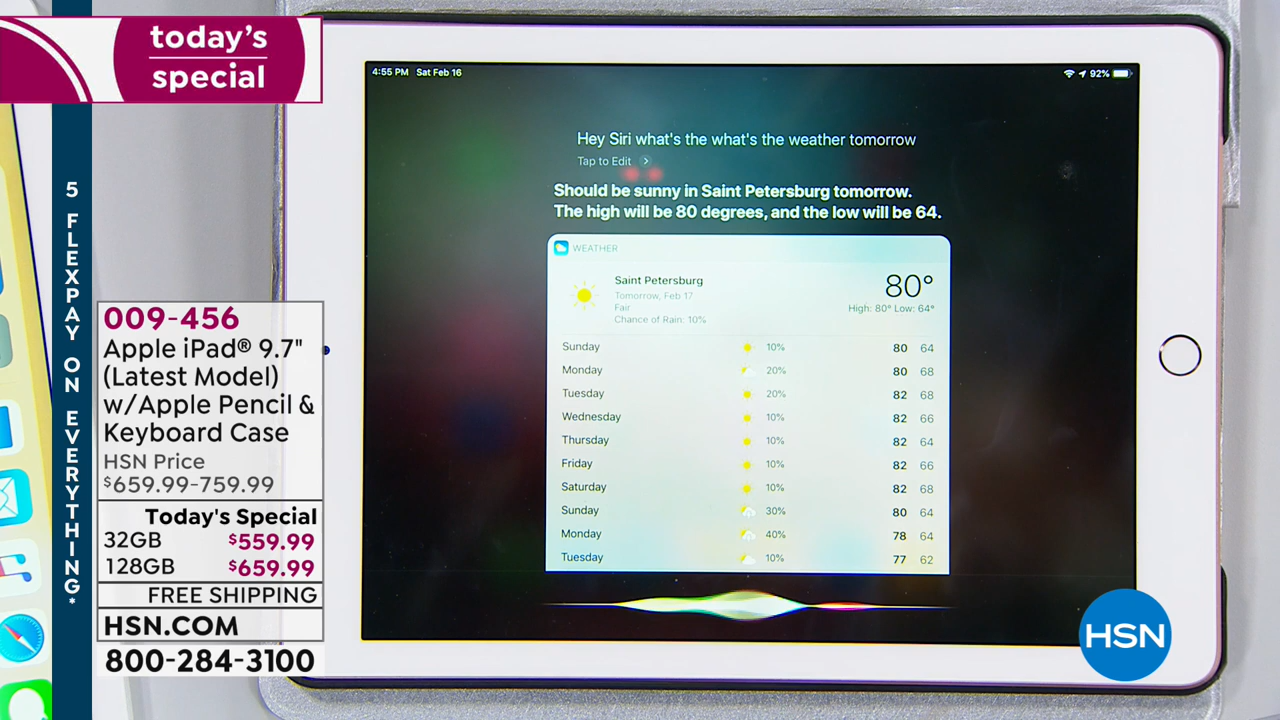 today's
special
5 FLEXPAY ON EVERYTHING*
009-456
Apple iPad® 9.7"
(Latest Model)
w/Apple Pencil &
Keyboard Case
HSN Price
$659.99-759.99
Today's Special
32GB $559.99
128GB $659.99
FREE SHIPPING
HSN.COM
800-284-3100
4:55 PM Sat Feb 16 92%
Hey Siri what's the what's the weather tomorrow
Tap to Edit >
Should be sunny in Saint Petersburg tomorrow.
The high will be 80 degrees, and the low will be 64.
WEATHER
Saint Petersburg
Tomorrow, Feb 17
Fair
Chance of Rain: 10%
80°
High: 80° Low: 64°
Sunday 10% 80 64
Monday 20% 80 68
Tuesday 20% 82 68
Wednesday 10% 82 66
Thursday 10% 82 64
Friday 10% 82 66
Saturday 10% 82 68
Sunday 30% 80 64
Monday 40% 78 64
Tuesday 10% 77 62
HSN